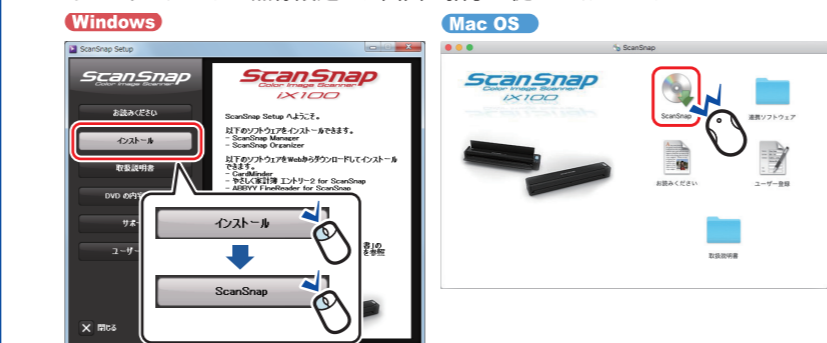 Windows
Mac OS
ScanSnap Setup
ScanSnap
Color Image Scanner
お読みください
インストール
取扱説明書
DVD の内
サポ
ユーザー
閉じる
ScanSnap
Color Image Scanner
iX100
ScanSnap Setup へようこそ。
以下のソフトウェアをインストールできます。
- ScanSnap Manager
- ScanSnap Organizer
以下のソフトウェアをWebからダウンロードしてインストール
できます。
- CardMinder
- やさしく家計簿 エントリー2 for ScanSnap
- ABBYY FineReader for ScanSnap
書」の
を参照
インストール
ScanSnap
ScanSnap
ScanSnap
Color Image Scanner
iX100
ScanSnap
連携ソフトウェア
お読みください
ユーザー登録
取扱説明書